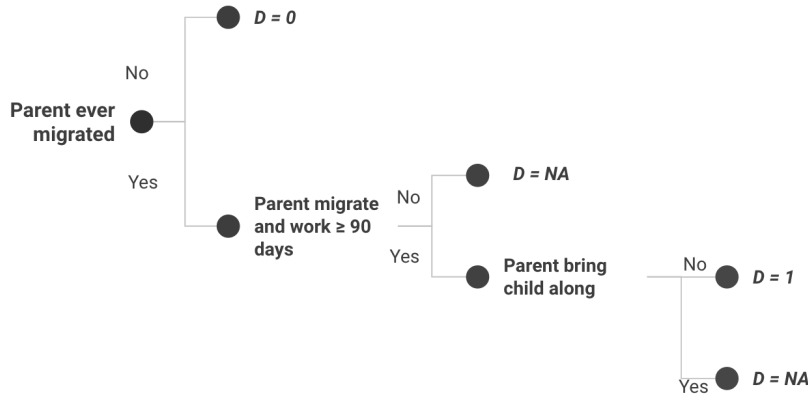 D = 0
No
Parent ever
migrated
Yes
Parent migrate
and work ≥ 90
days
No
D = NA
Yes
Parent bring
child along
No
D = 1
Yes
D = NA